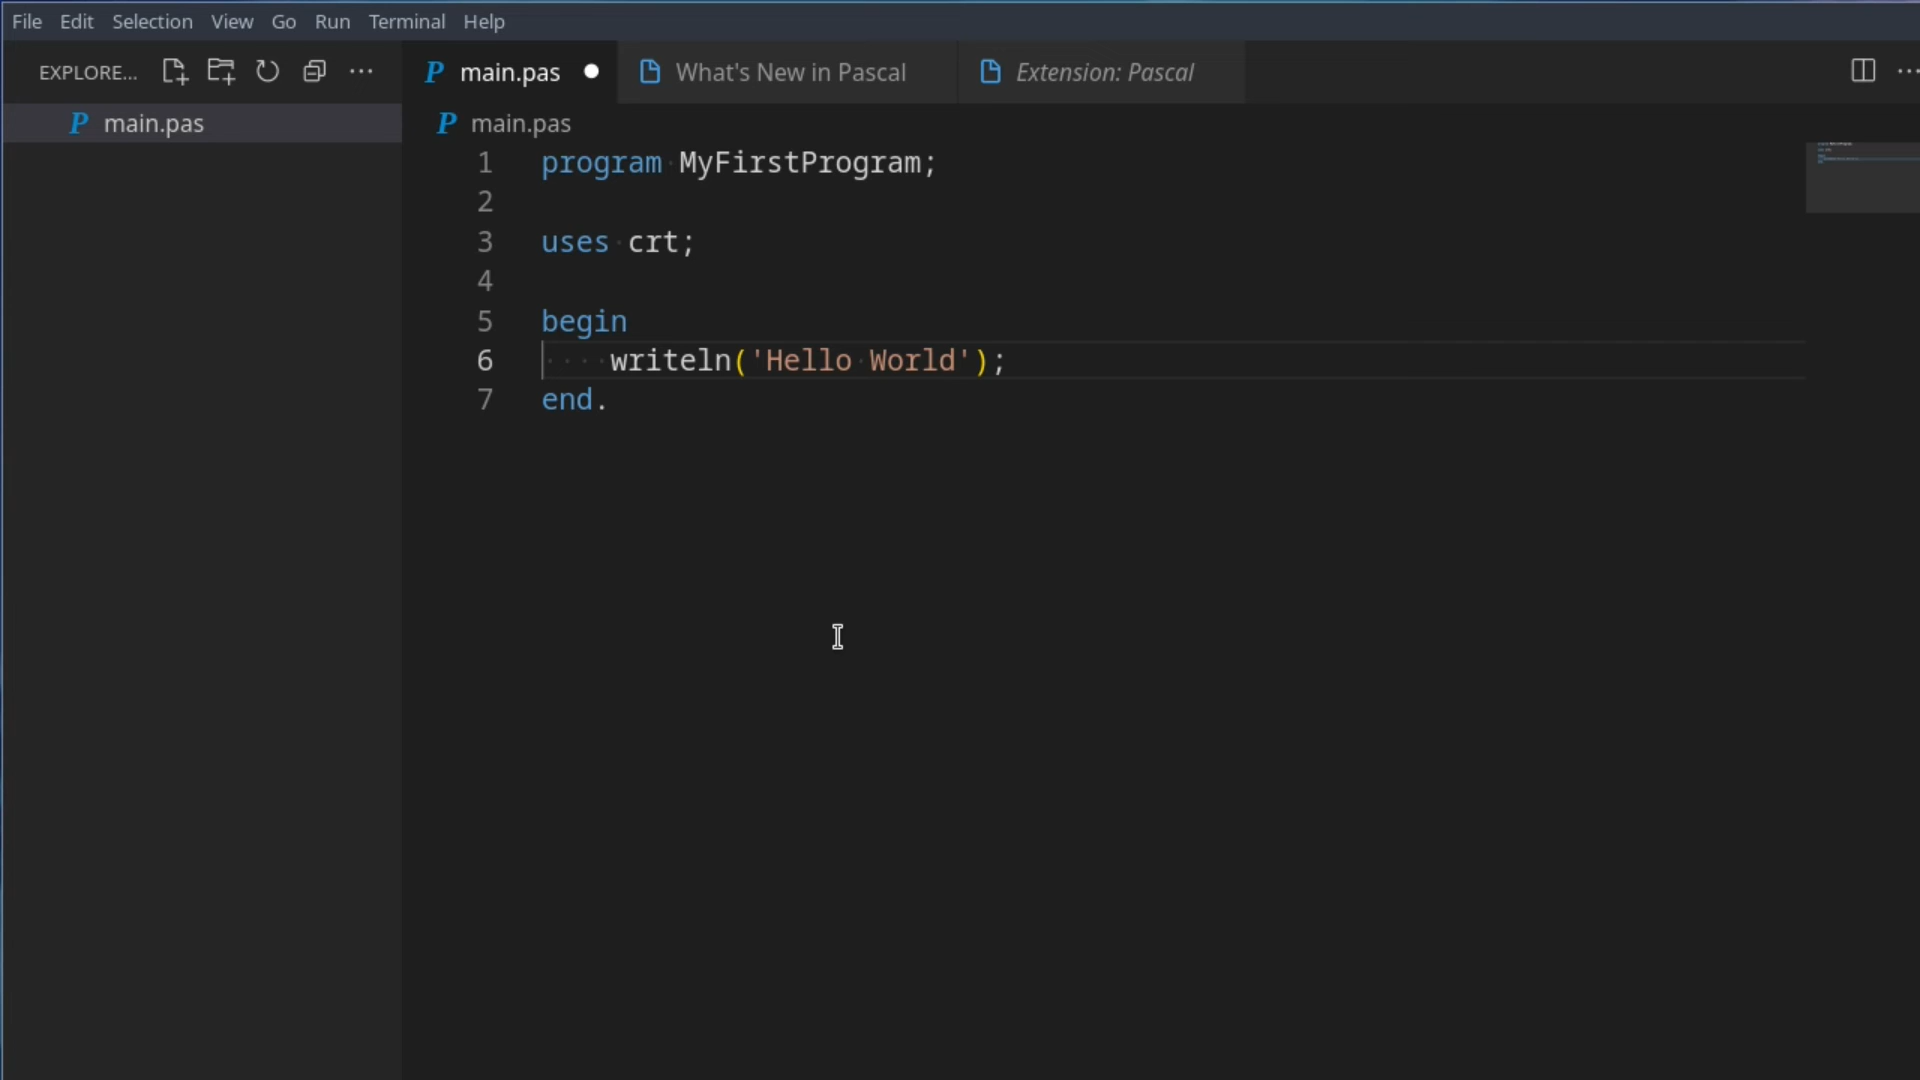 File Edit Selection View Go Run Terminal Help
EXPLORE...
main.pas
What's New in Pascal
Extension: Pascal
main.pas
main.pas
1 program MyFirstProgram;
2
3 uses crt;
4
5 begin
6 writeln('Hello World');
7 end.